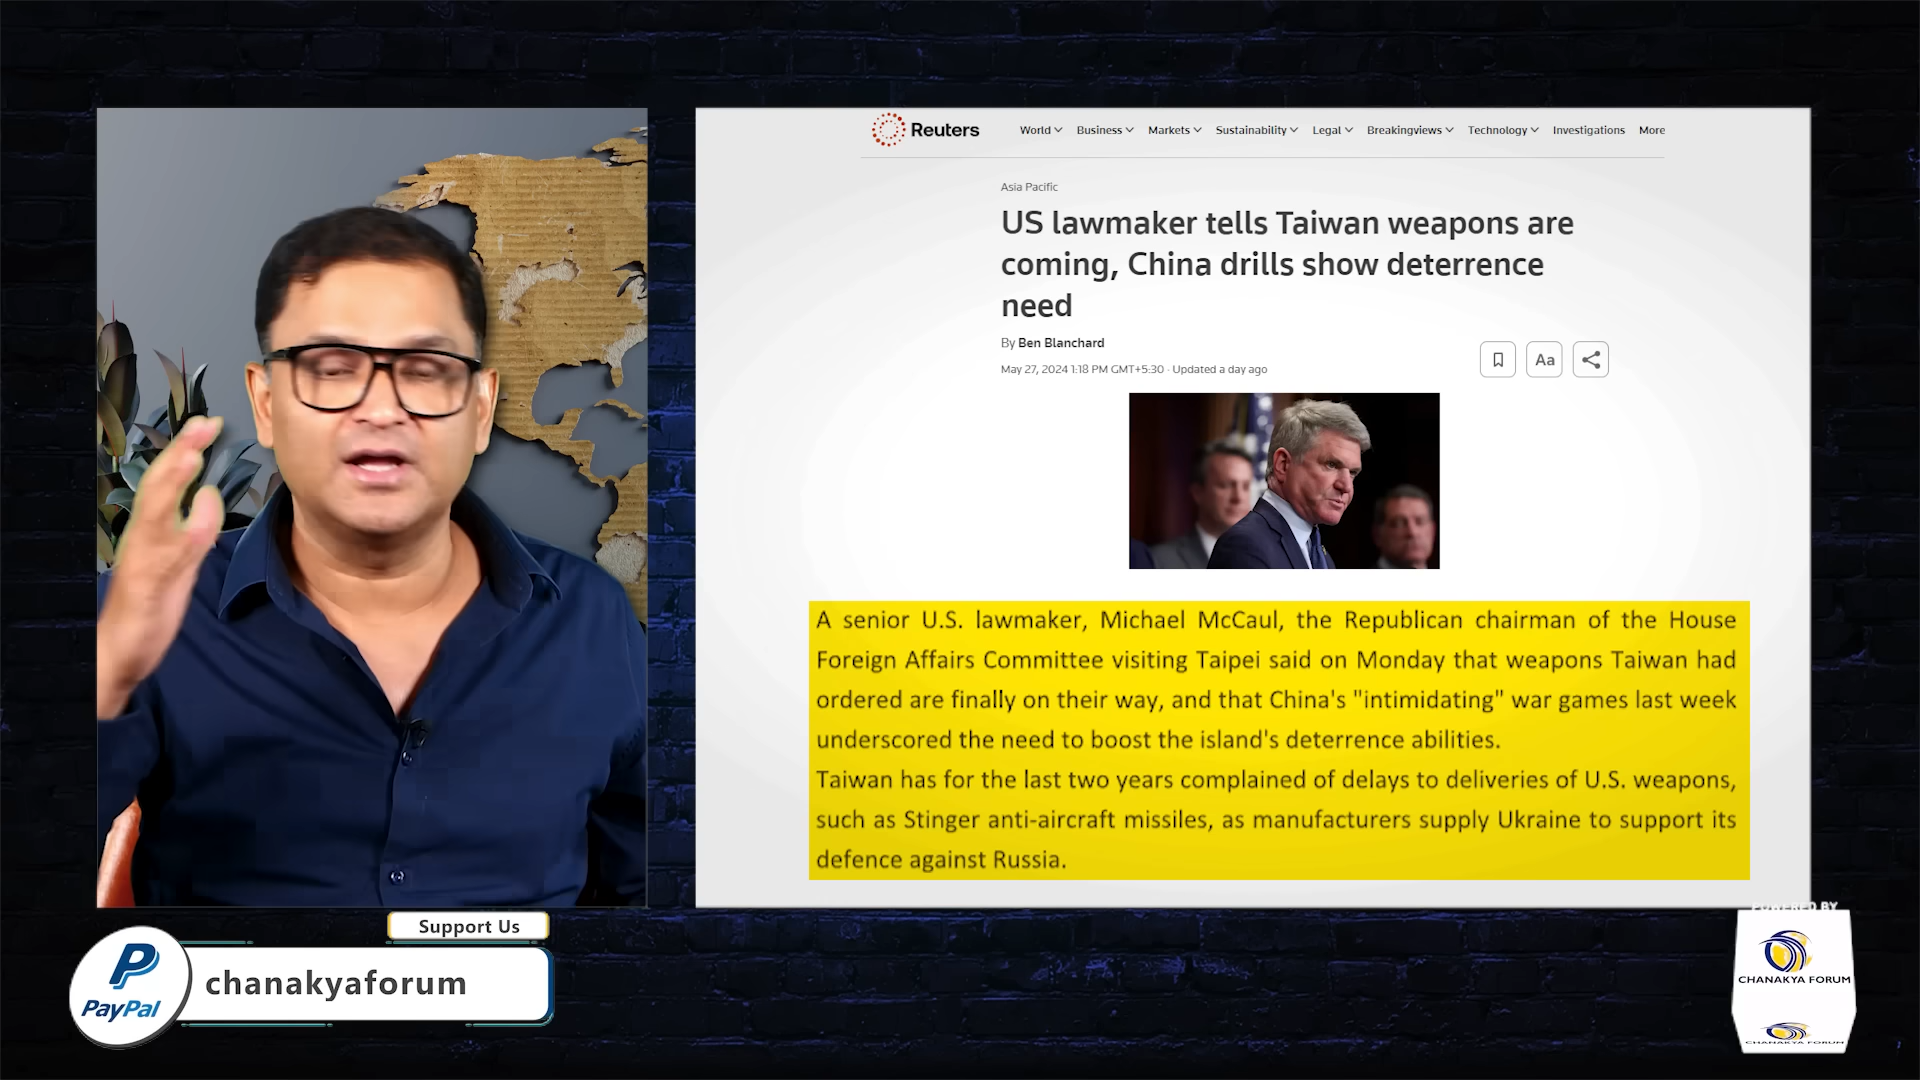 Reuters
World Business Markets Sustainability Legal Breakingviews Technology Investigations More
Asia Pacific
US lawmaker tells Taiwan weapons are
coming, China drills show deterrence
need
By Ben Blanchard
May 27, 2024 1:18 PM GMT+5:30 · Updated a day ago
Aa
A senior U.S. lawmaker, Michael McCaul, the Republican chairman of the House
Foreign Affairs Committee visiting Taipei said on Monday that weapons Taiwan had
ordered are finally on their way, and that China's "intimidating" war games last week
underscored the need to boost the island's deterrence abilities.
Taiwan has for the last two years complained of delays to deliveries of U.S. weapons,
such as Stinger anti-aircraft missiles, as manufacturers supply Ukraine to support its
defence against Russia.
Support Us
PayPal
chanakyaforum
POWERED BY
CHANAKYA FORUM
CHANAKYA FORUM